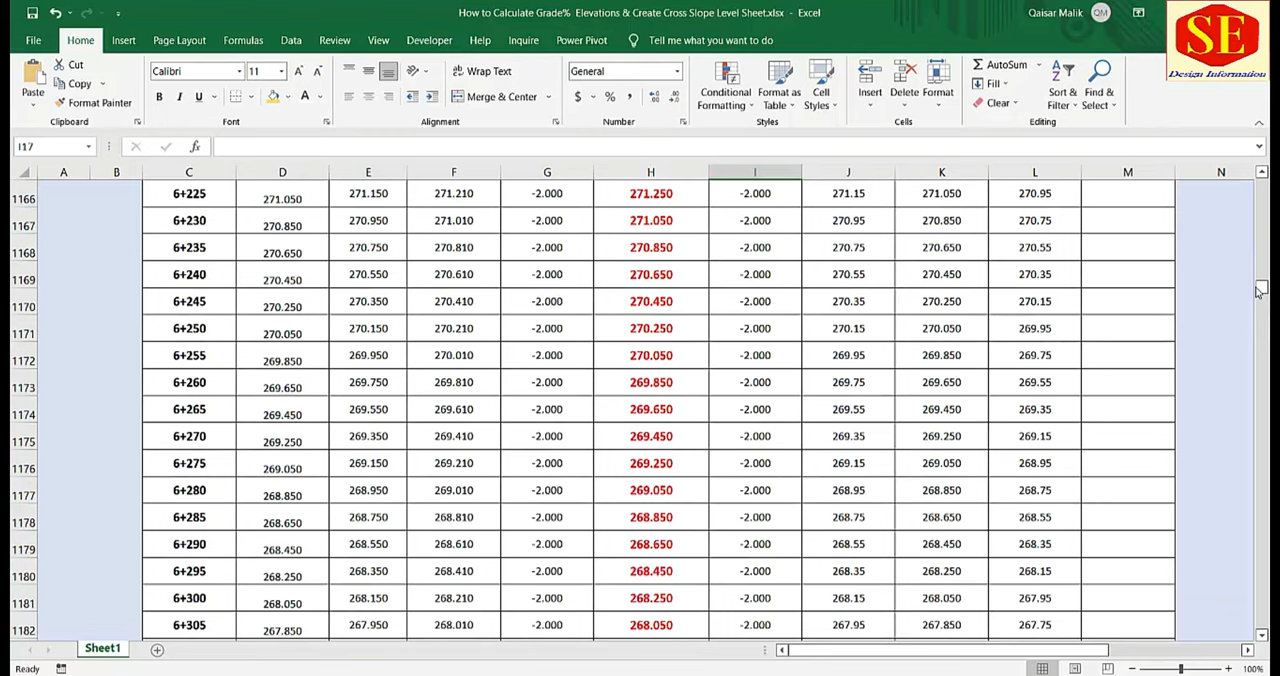 How to Calculate Grade% Elevations & Create Cross Slope Level Sheet.xlsx - Excel
Qaisar Malik QM
SE
Design Information
File Home Insert Page Layout Formulas Data Review View Developer Help Inquire Power Pivot Tell me what you want to do
Paste
Cut
Copy
Format Painter
Clipboard
Calibri 11
B I U
Font
Wrap Text
Merge & Center
Alignment
General
$ % ,
Number
Conditional Formatting
Format as Table
Cell Styles
Styles
Insert Delete Format
Cells
AutoSum
Fill
Clear
Sort & Filter
Find & Select
Editing
I17 fx
A B C D E F G H I J K L M N
1166 6+225 271.050 271.150 271.210 -2.000 271.250 -2.000 271.15 271.050 270.95
1167 6+230 270.850 270.950 271.010 -2.000 271.050 -2.000 270.95 270.850 270.75
1168 6+235 270.650 270.750 270.810 -2.000 270.850 -2.000 270.75 270.650 270.55
1169 6+240 270.450 270.550 270.610 -2.000 270.650 -2.000 270.55 270.450 270.35
1170 6+245 270.250 270.350 270.410 -2.000 270.450 -2.000 270.35 270.250 270.15
1171 6+250 270.050 270.150 270.210 -2.000 270.250 -2.000 270.15 270.050 269.95
1172 6+255 269.850 269.950 270.010 -2.000 270.050 -2.000 269.95 269.850 269.75
1173 6+260 269.650 269.750 269.810 -2.000 269.850 -2.000 269.75 269.650 269.55
1174 6+265 269.450 269.550 269.610 -2.000 269.650 -2.000 269.55 269.450 269.35
1175 6+270 269.250 269.350 269.410 -2.000 269.450 -2.000 269.35 269.250 269.15
1176 6+275 269.050 269.150 269.210 -2.000 269.250 -2.000 269.15 269.050 268.95
1177 6+280 268.850 268.950 269.010 -2.000 269.050 -2.000 268.95 268.850 268.75
1178 6+285 268.650 268.750 268.810 -2.000 268.850 -2.000 268.75 268.650 268.55
1179 6+290 268.450 268.550 268.610 -2.000 268.650 -2.000 268.55 268.450 268.35
1180 6+295 268.250 268.350 268.410 -2.000 268.450 -2.000 268.35 268.250 268.15
1181 6+300 268.050 268.150 268.210 -2.000 268.250 -2.000 268.15 268.050 267.95
1182 6+305 267.850 267.950 268.010 -2.000 268.050 -2.000 267.95 267.850 267.75
Sheet1
Ready 100%